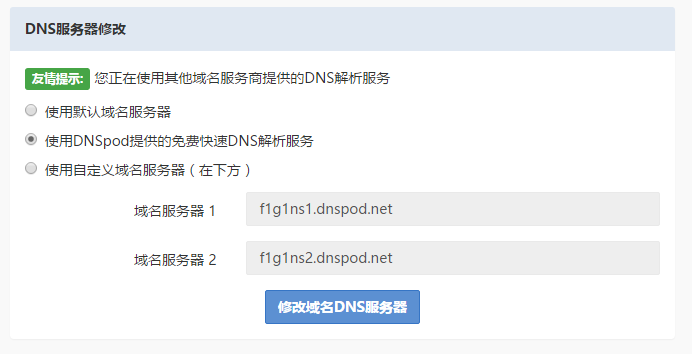 DNS服务器修改
友情提示: 您正在使用其他域名服务商提供的DNS解析服务
使用默认域名服务器
使用DNSpod提供的免费快速DNS解析服务
使用自定义域名服务器（在下方）
域名服务器 1 f1g1ns1.dnspod.net
域名服务器 2 f1g1ns2.dnspod.net
修改域名DNS服务器